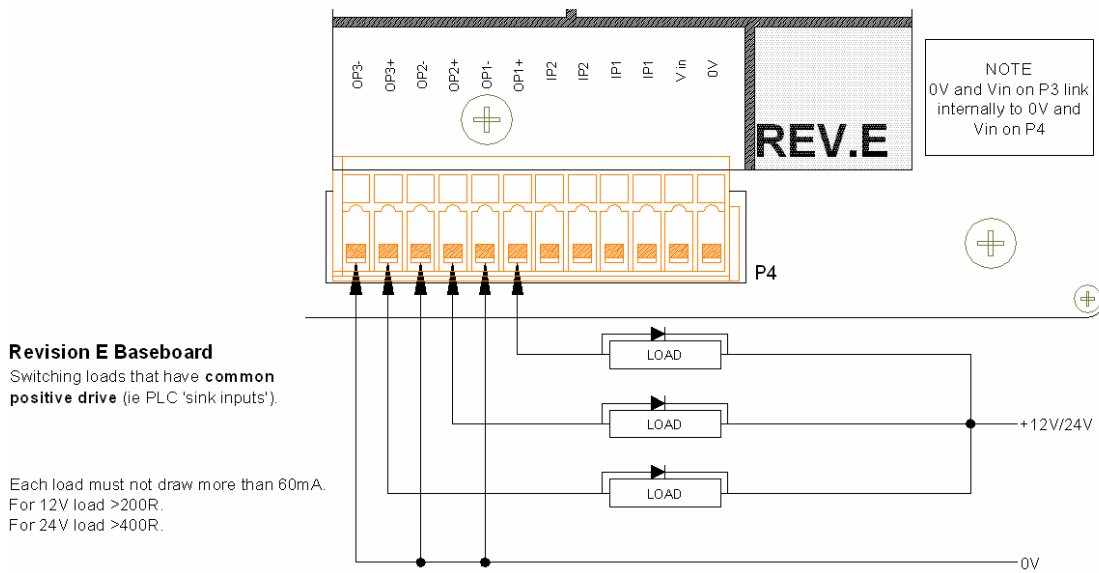 OP3-
OP3+
OP2-
OP2+
OP1-
OP1+
IP2
IP2
IP1
IP1
V in
0V
REV.E
NOTE
0V and Vin on P3 link
internally to 0V and
Vin on P4
P4
Revision E Baseboard
Switching loads that have common
positive drive (ie PLC 'sink inputs').
LOAD
LOAD
+12V/24V
LOAD
Each load must not draw more than 60mA.
For 12V load >200R.
For 24V load >400R.
0V